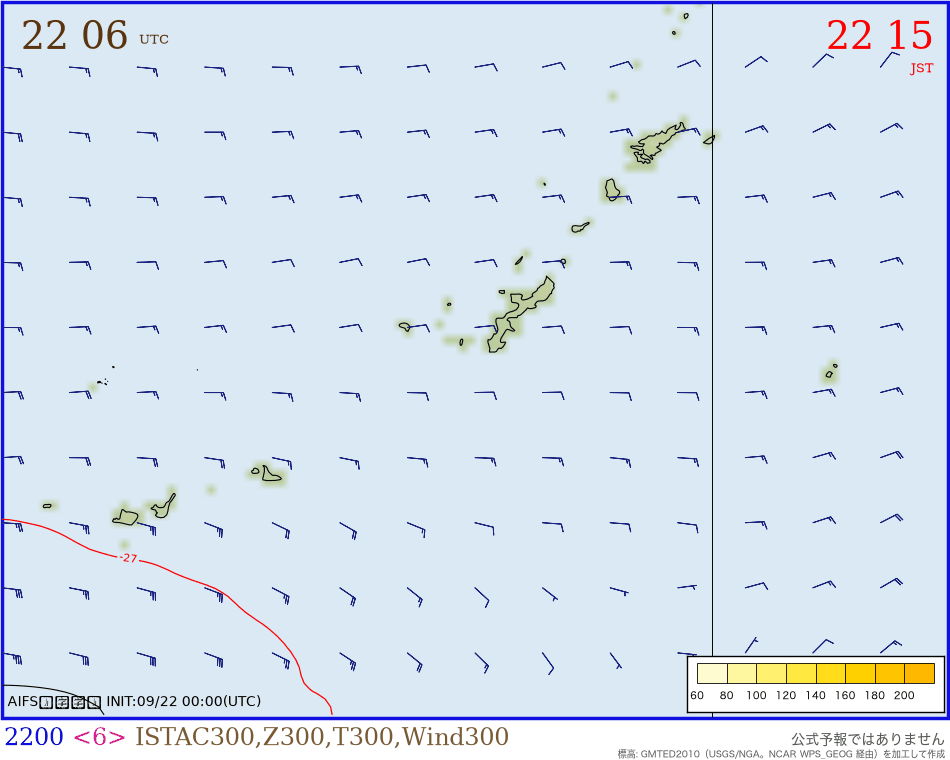 22 06 UTC
22 15
JST
-27
AIFS INIT:09/22 00:00(UTC)
60 80 100 120 140 160 180 200
2200 <6> ISTAC300,Z300,T300,Wind300
公式予報ではありません
標高: GMTED2010（USGS/NGA。NCAR WPS_GEOG 経由）を加工して作成